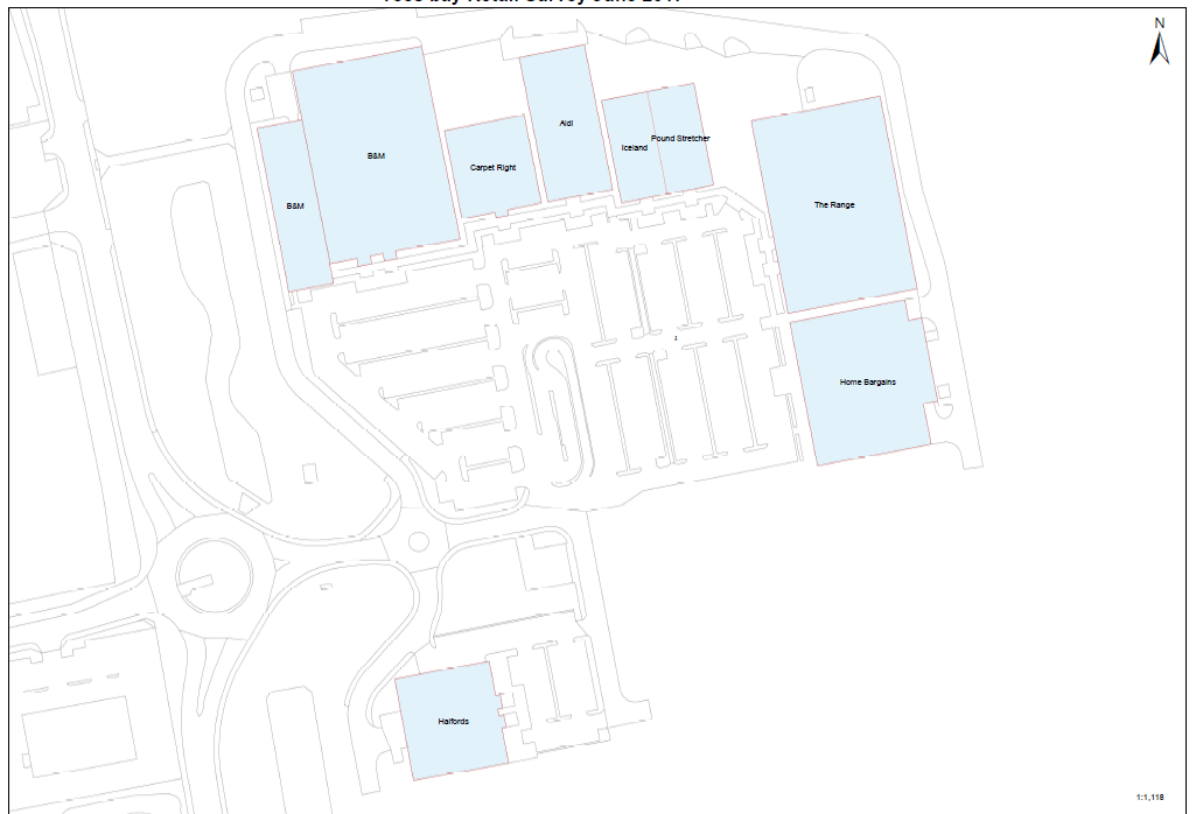 N
Aldi
Pound Stretcher
Iceland
B&M
Carpet Right
B&M
The Range
Home Bargains
Halfords
1:1,118